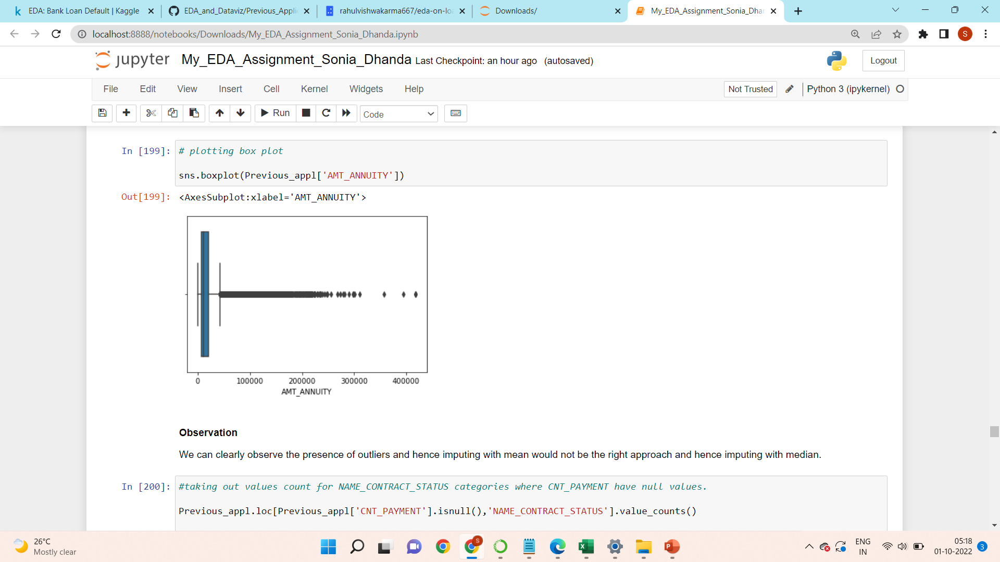 EDA: Bank Loan Default | Kaggle
EDA_and_Dataviz/Previous_Appli
rahulvishwakarma667/eda-on-loa
Downloads/
My_EDA_Assignment_Sonia_Dhan
localhost:8888/notebooks/Downloads/My_EDA_Assignment_Sonia_Dhanda.ipynb
S
jupyter My_EDA_Assignment_Sonia_Dhanda Last Checkpoint: an hour ago (autosaved)
Logout
File Edit View Insert Cell Kernel Widgets Help
Not Trusted
Python 3 (ipykernel)
Run
Code
In [199]: # plotting box plot
sns.boxplot(Previous_appl['AMT_ANNUITY'])
Out[199]: <AxesSubplot:xlabel='AMT_ANNUITY'>
0 100000 200000 300000 400000
AMT_ANNUITY
Observation
We can clearly observe the presence of outliers and hence imputing with mean would not be the right approach and hence imputing with median.
In [200]: #taking out values count for NAME_CONTRACT_STATUS categories where CNT_PAYMENT have null values.
Previous_appl.loc[Previous_appl['CNT_PAYMENT'].isnull(),'NAME_CONTRACT_STATUS'].value_counts()
26°C
Mostly clear
S
ENG
IN
05:18
01-10-2022
3